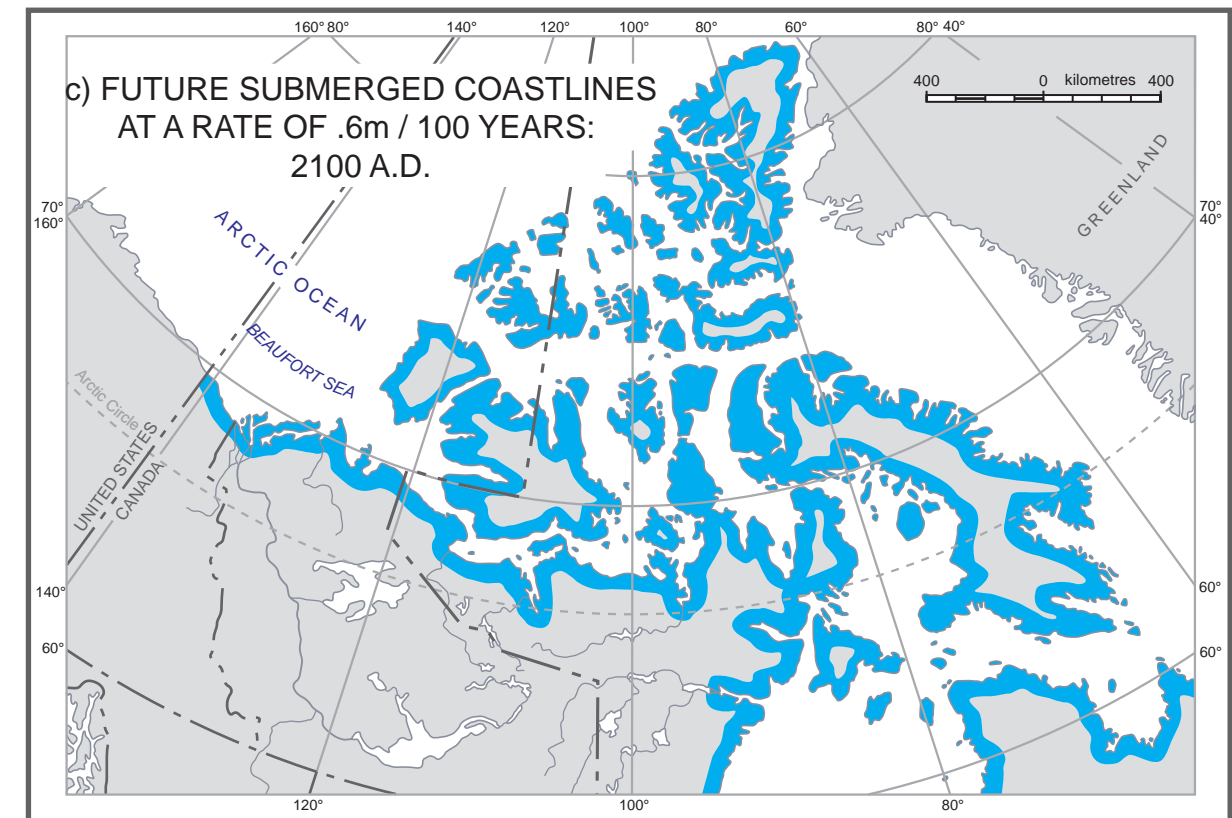 160° 80° 140° 120° 100° 80° 60° 80° 40°
c) FUTURE SUBMERGED COASTLINES
AT A RATE OF .6m / 100 YEARS:
2100 A.D.
400 0 kilometres 400
GREENLAND
70°
160°
70°
40°
ARCTIC OCEAN
BEAUFORT SEA
Arctic Circle
UNITED STATES
CANADA
140°
60°
60°
60°
120° 100° 80°